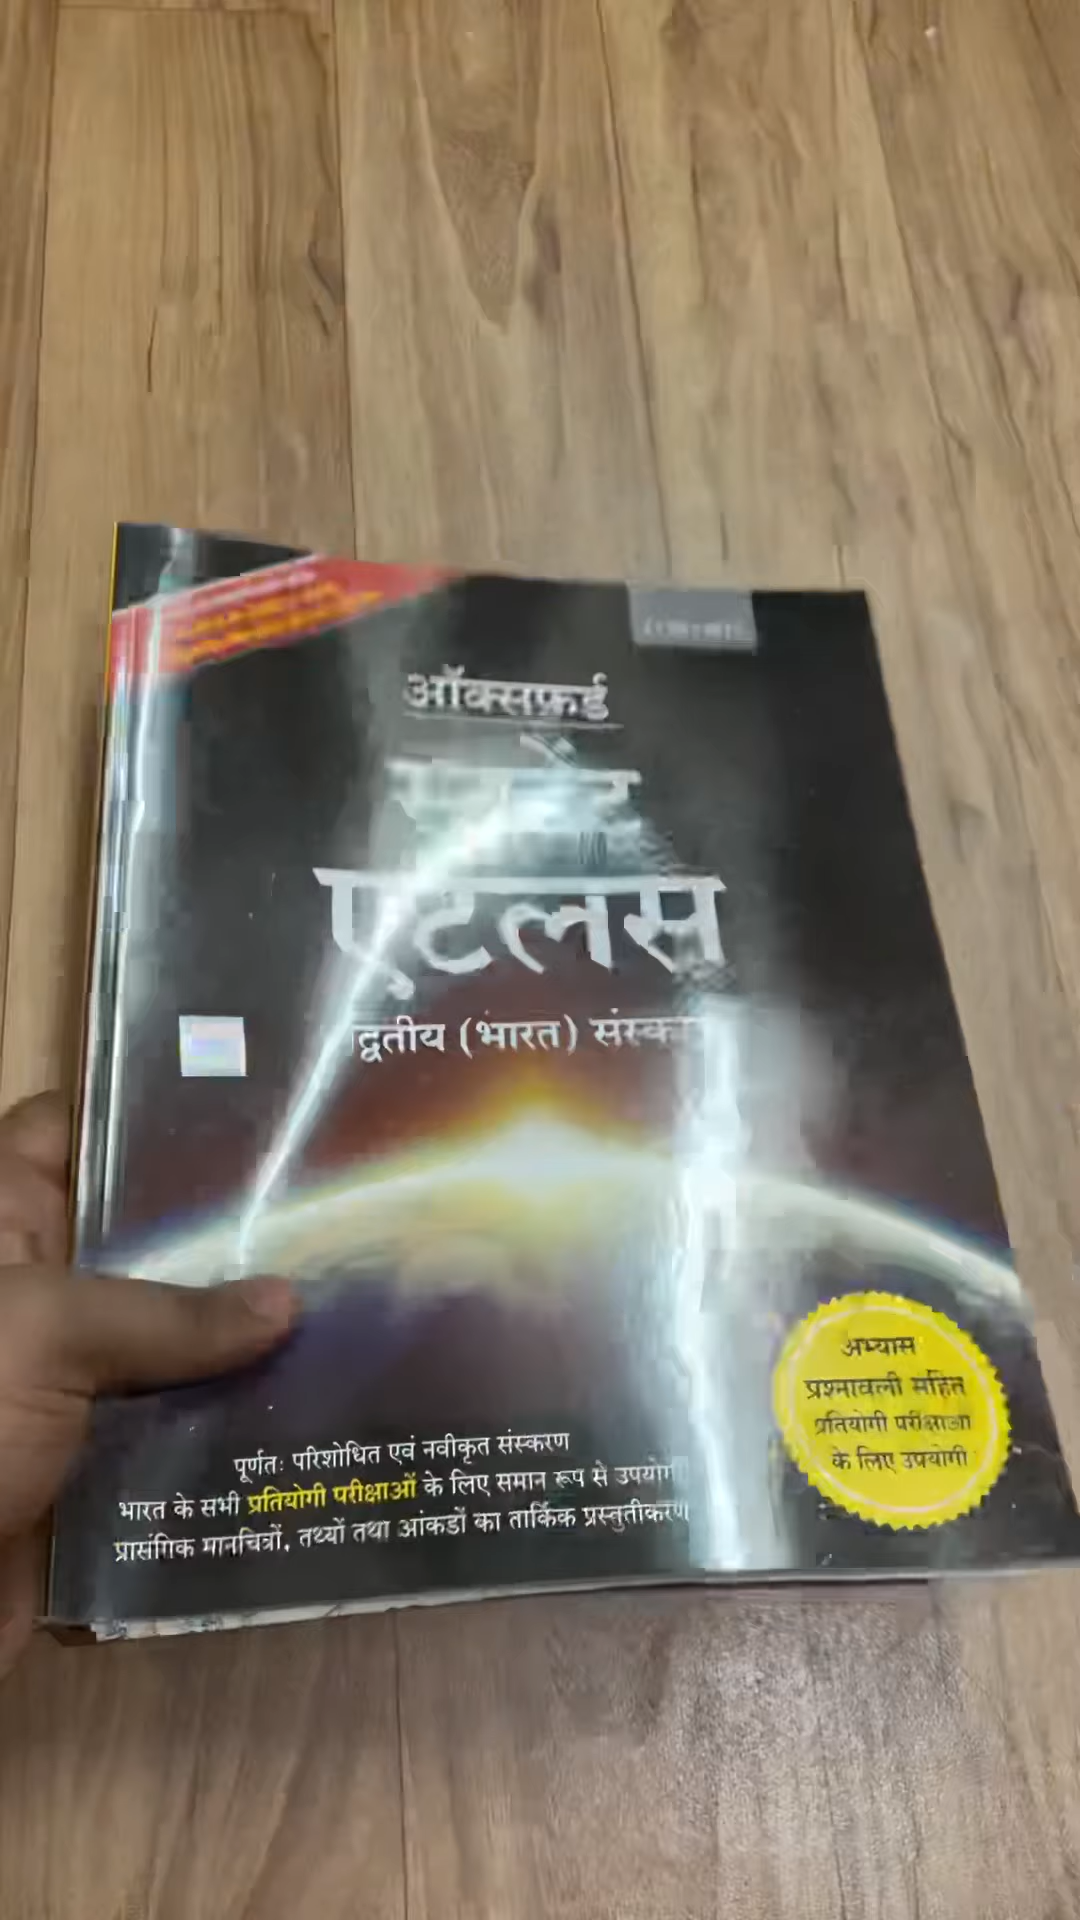 ऑक्सफ़र्ड
एटलस
द्वितीय (भारत)
अभ्यास
प्रश्नावली सहित
प्रतियोगी
के लिए उपयोगी
पूर्णतः परिशोधित एवं नवीकृत संस्करण
भारत के सभी प्रतियोगी परीक्षाओं के लिए समान रूप से उपयोगी
प्रासंगिक मानचित्रों, तथ्यों तथा आंकडों का तार्किक प्रस्तुतीकरण